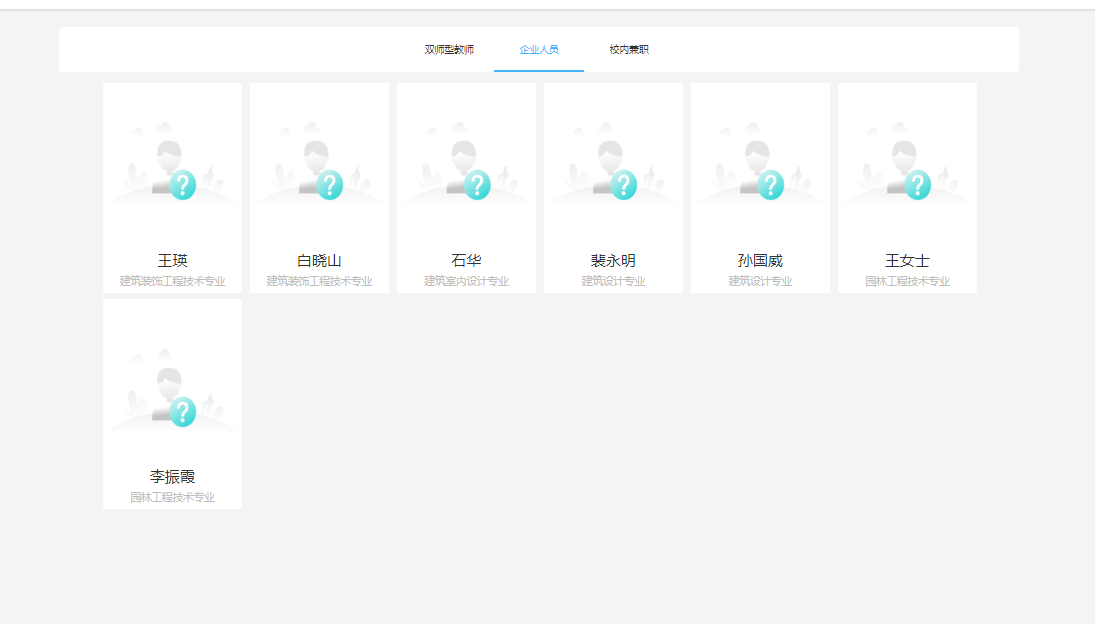 双师型教师 企业人员 校内兼职
王瑛 白晓山 石华 裴永明 孙国威 王女士
建筑装饰工程技术专业 建筑装饰工程技术专业 建筑室内设计专业 建筑设计专业 建筑设计专业 园林工程技术专业
李振霞
园林工程技术专业